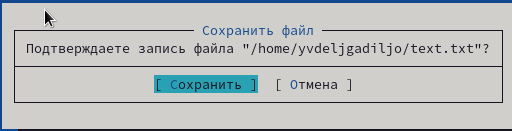 Сохранить файл
Подтверждаете запись файла "/home/yvdeljgadiljo/text.txt"?
[ Сохранить ] [ Отмена ]